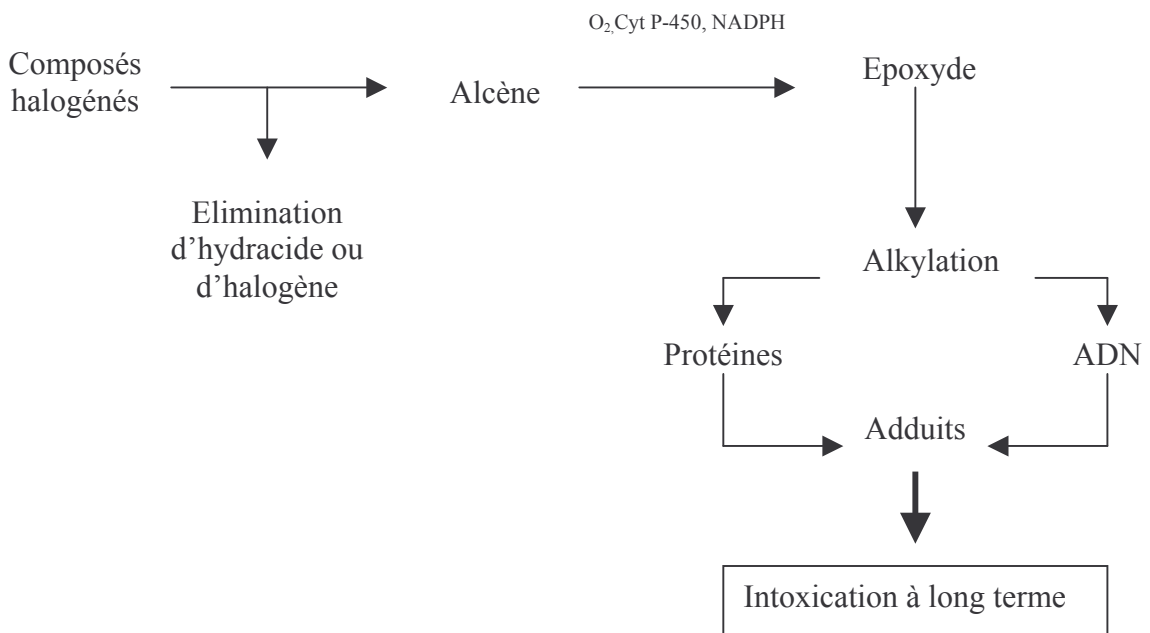 O₂,Cyt P-450, NADPH
Composés
halogénés
Alcène
Epoxyde
Elimination
d’hydracide ou
d’halogène
Alkylation
Protéines
ADN
Adduits
Intoxication à long terme